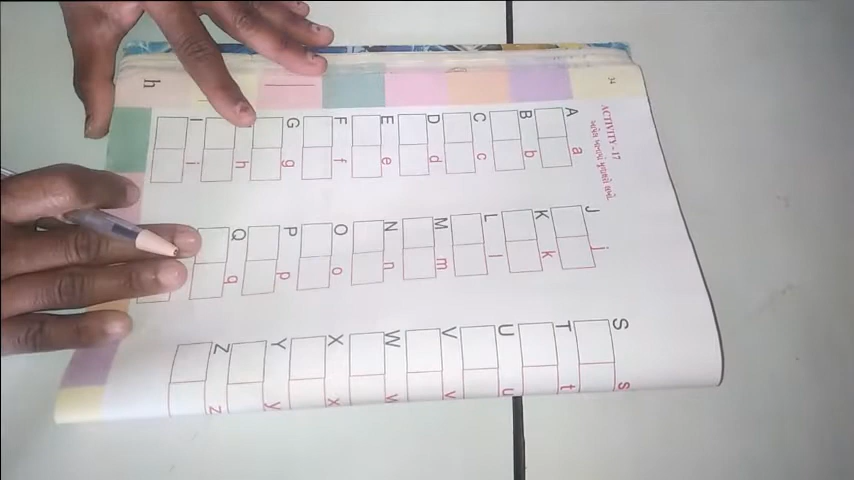 34
ACTIVITY - 17
A a
B b
C c
D d
E e
F f
G g
H h
I i
J j
K k
L l
M m
N n
O o
P p
Q q
S s
T t
U u
V v
W w
X x
Y y
Z z
h